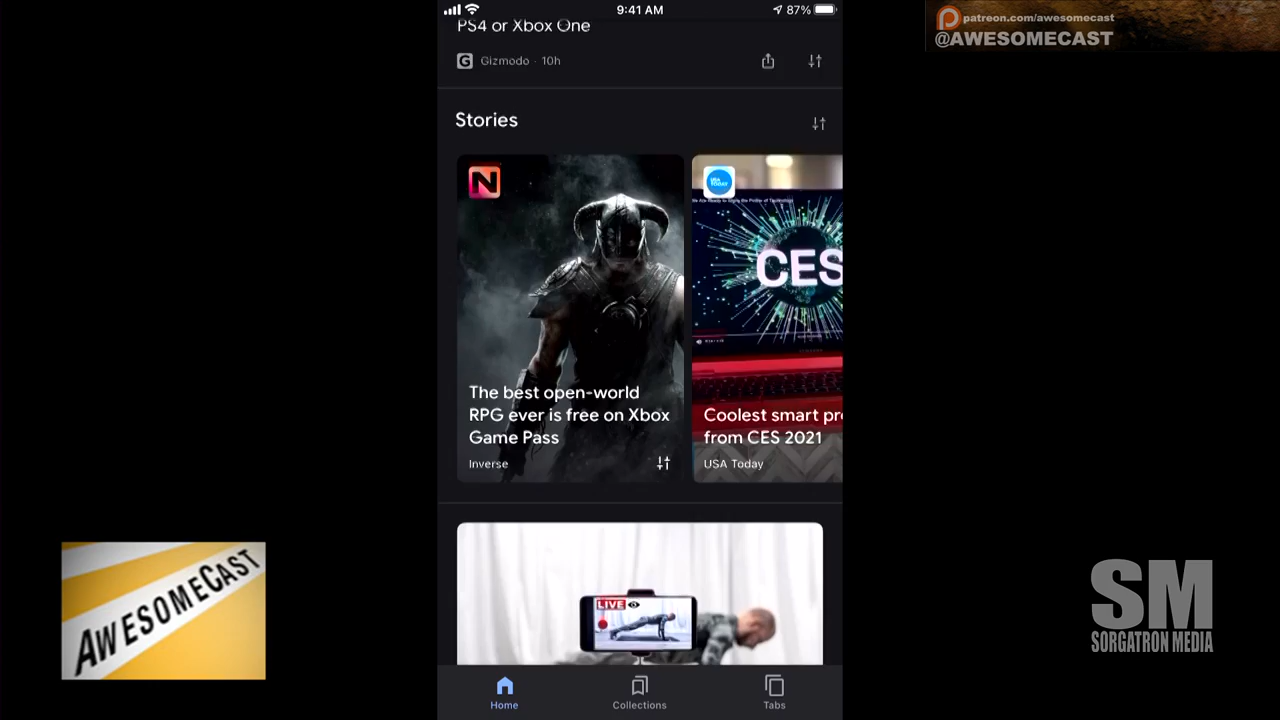 9:41 AM
87%
patreon.com/awesomecast
@AWESOMECAST
PS4 or Xbox One
G
Gizmodo · 10h
Stories
N
USA
TODAY
CES
The best open-world
RPG ever is free on Xbox
Game Pass
Inverse
Coolest smart pr
from CES 2021
USA Today
LIVE
AWESOMECAST
SM
SORGATRON MEDIA
Home
Collections
Tabs